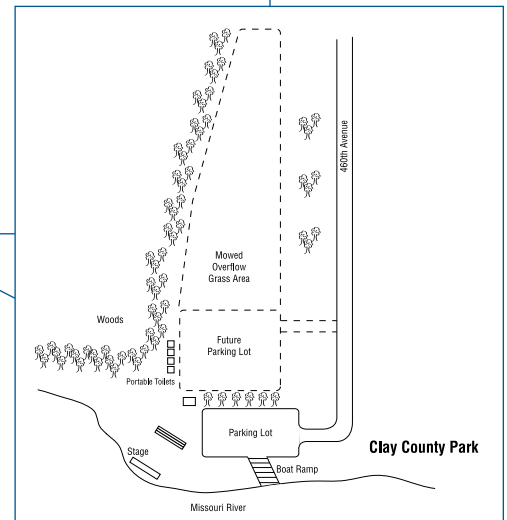 460th Avenue
Mowed
Overflow
Grass Area
Woods
Future
Parking Lot
Portable Toilets
Parking Lot
Clay County Park
Stage
Boat Ramp
Missouri River